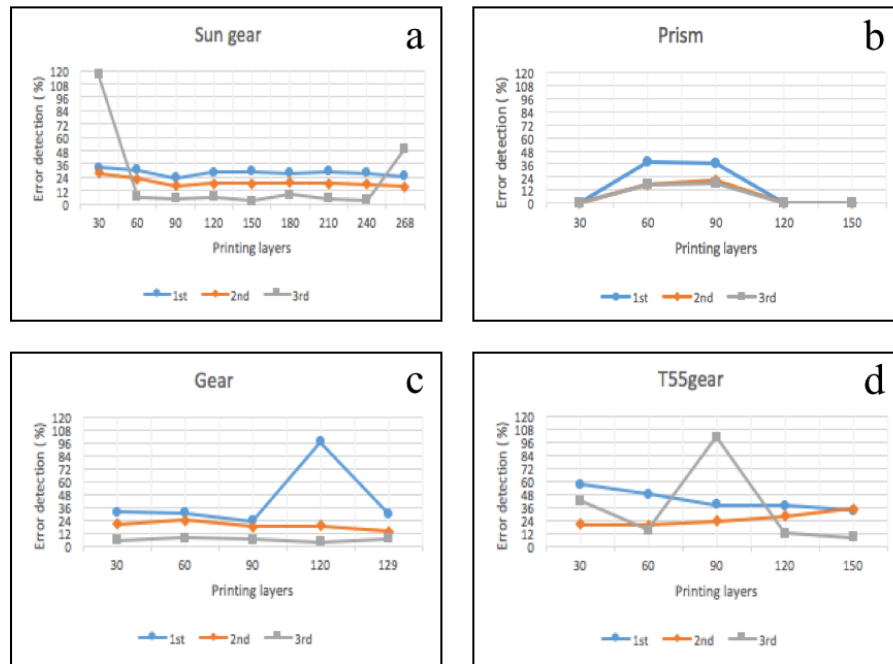 Sun gear
a
Error detection ( %)
120
108
96
84
72
60
48
36
24
12
0
30 60 90 120 150 180 210 240 268
Printing layers
1st 2nd 3rd
Prism
b
Error detection ( %)
120
108
96
84
72
60
48
36
24
12
0
30 60 90 120 150
Printing layers
1st 2nd 3rd
Gear
c
Error detection ( %)
120
108
96
84
72
60
48
36
24
12
0
30 60 90 120 129
Printing layers
1st 2nd 3rd
T55gear
d
Error detection ( %)
120
108
96
84
72
60
48
36
24
12
0
30 60 90 120 150
Printing layers
1st 2nd 3rd